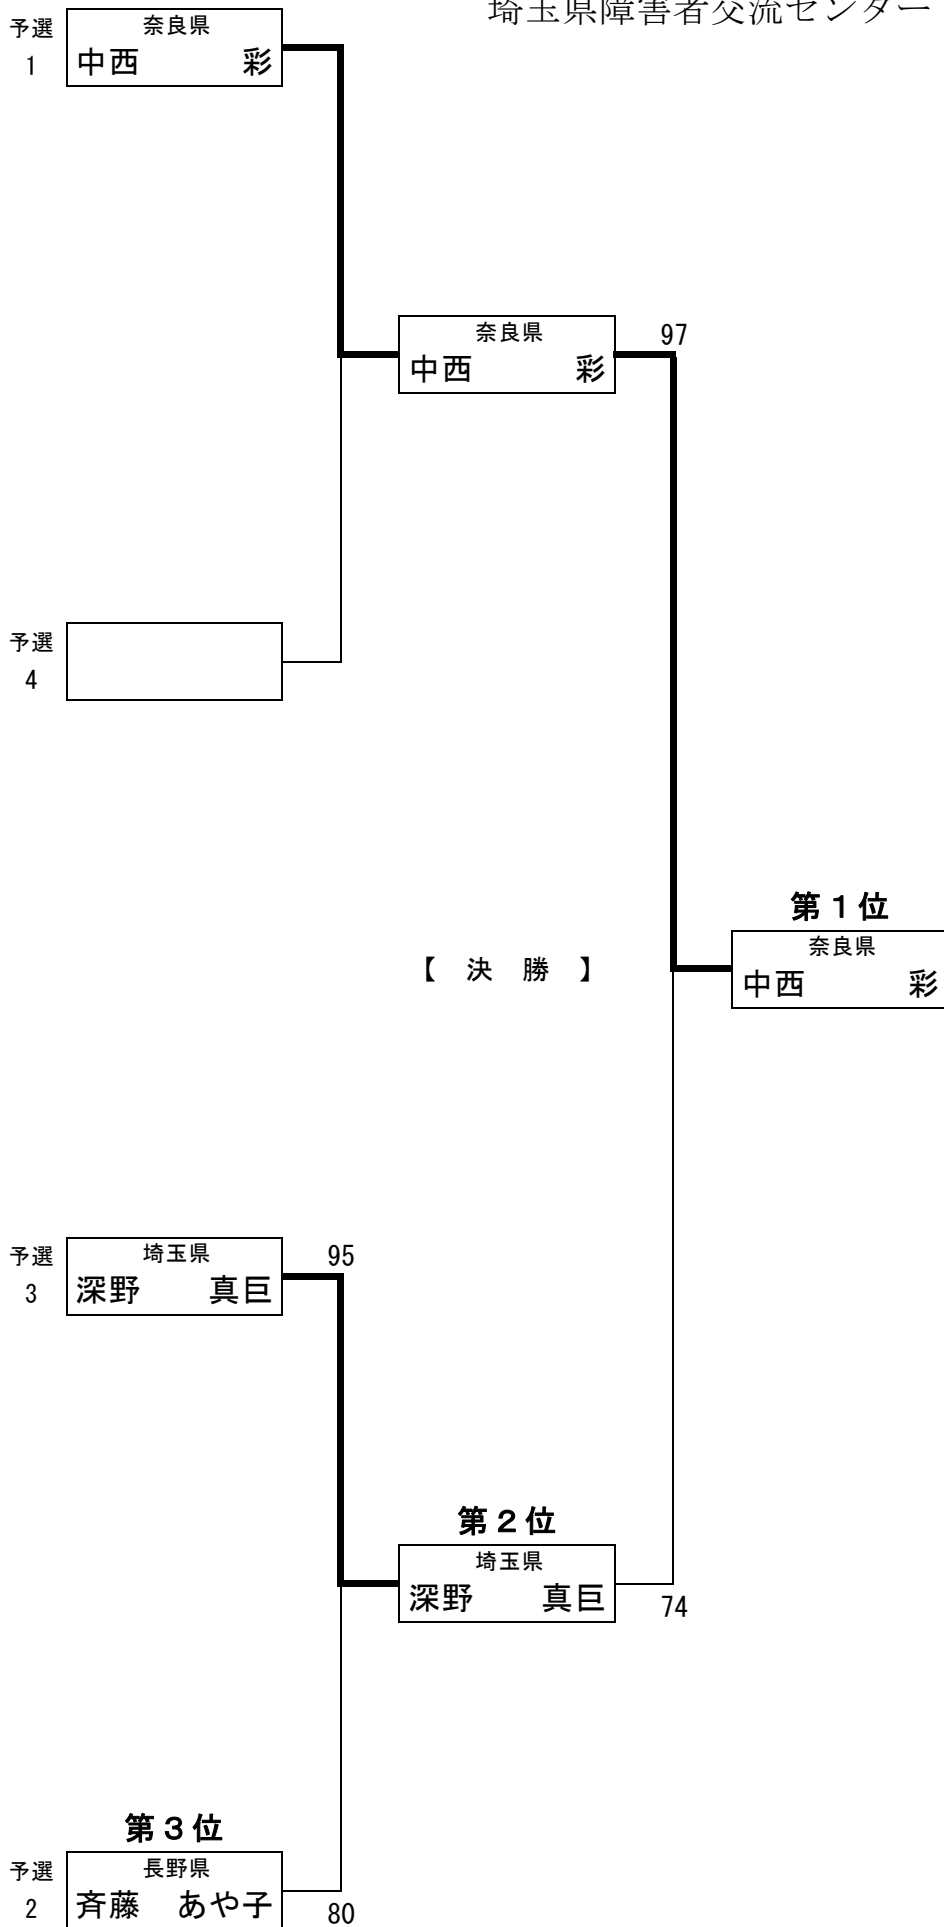 埼玉県障害者交流センター
予選
1
奈良県
中西 彩
奈良県
中西 彩
97
予選
4
第1位
奈良県
中西 彩
【 決 勝 】
予選
3
埼玉県
深野 真巨
95
第2位
埼玉県
深野 真巨
74
第3位
予選
2
長野県
斉藤 あや子
80